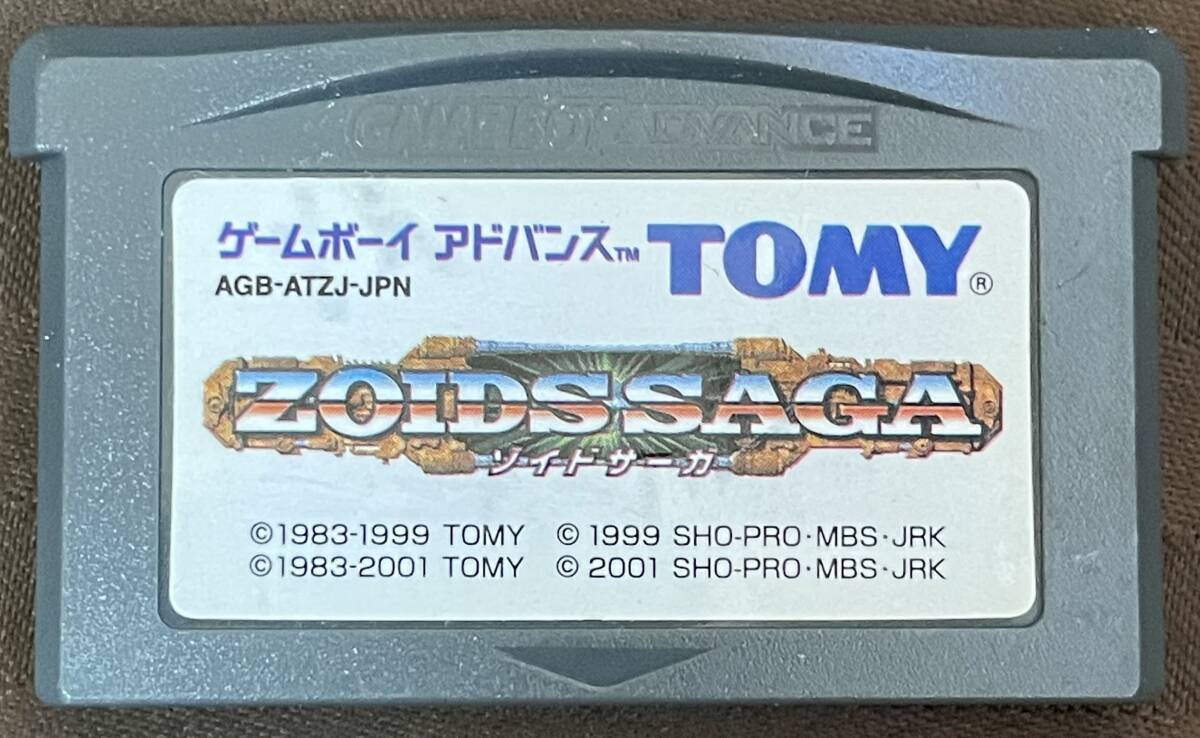 GAME BOY ADVANCE
ゲームボーイ アドバンス™ TOMY®
AGB-ATZJ-JPN
ZOIDS SAGA
ゾイドサーガ
©1983-1999 TOMY © 1999 SHO-PRO・MBS・JRK
©1983-2001 TOMY © 2001 SHO-PRO・MBS・JRK